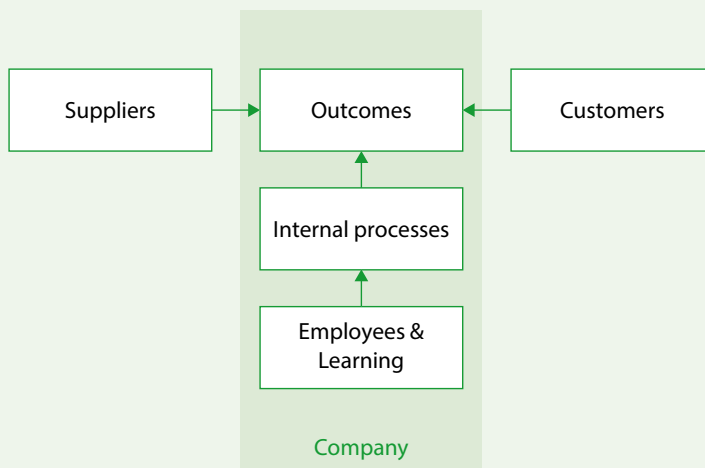 Suppliers
Outcomes
Customers
Internal processes
Employees &
Learning
Company